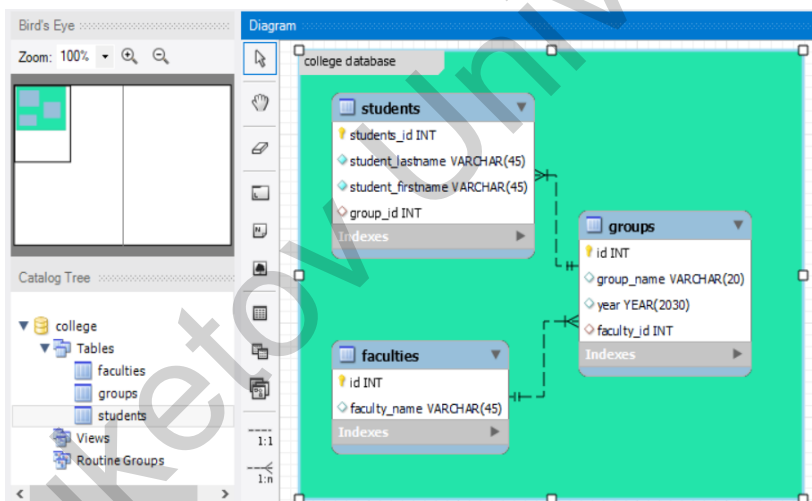 Bird's Eye
Zoom: 100%
Catalog Tree
college
Tables
faculties
groups
students
Views
Routine Groups
Diagram
college database
students
students_id INT
student_lastname VARCHAR(45)
student_firstname VARCHAR(45)
group_id INT
Indexes
groups
id INT
group_name VARCHAR(20)
year YEAR(2030)
faculty_id INT
Indexes
faculties
id INT
faculty_name VARCHAR(45)
Indexes
1:1
1:n
uketov Univ